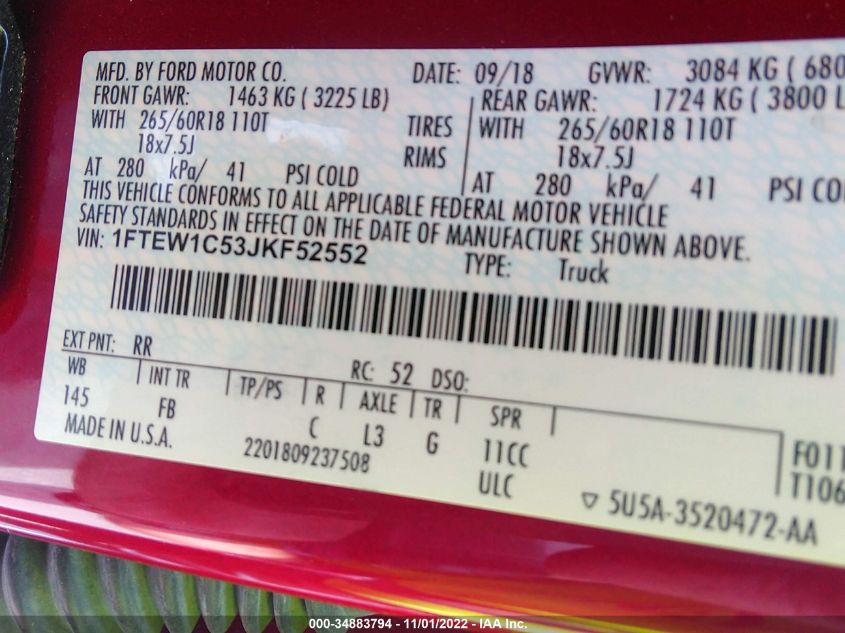 MFD. BY FORD MOTOR CO. DATE: 09/18 GVWR: 3084 KG ( 680
FRONT GAWR: 1463 KG ( 3225 LB) REAR GAWR: 1724 KG ( 3800 L
WITH 265/60R18 110T TIRES WITH 265/60R18 110T
18x7.5J RIMS 18x7.5J
AT 280 kPa/ 41 PSI COLD AT 280 kPa/ 41 PSI CO
THIS VEHICLE CONFORMS TO ALL APPLICABLE FEDERAL MOTOR VEHICLE
SAFETY STANDARDS IN EFFECT ON THE DATE OF MANUFACTURE SHOWN ABOVE.
VIN: 1FTEW1C53JKF52552 TYPE: Truck
EXT PNT: RR RC: 52 DSO:
WB INT TR TP/PS R AXLE TR SPR
145 FB C L3 G 11CC F011
MADE IN U.S.A. 2201809237508 ULC T106
▽ 5U5A-3520472-AA
000-34883794 - 11/01/2022 - IAA Inc.